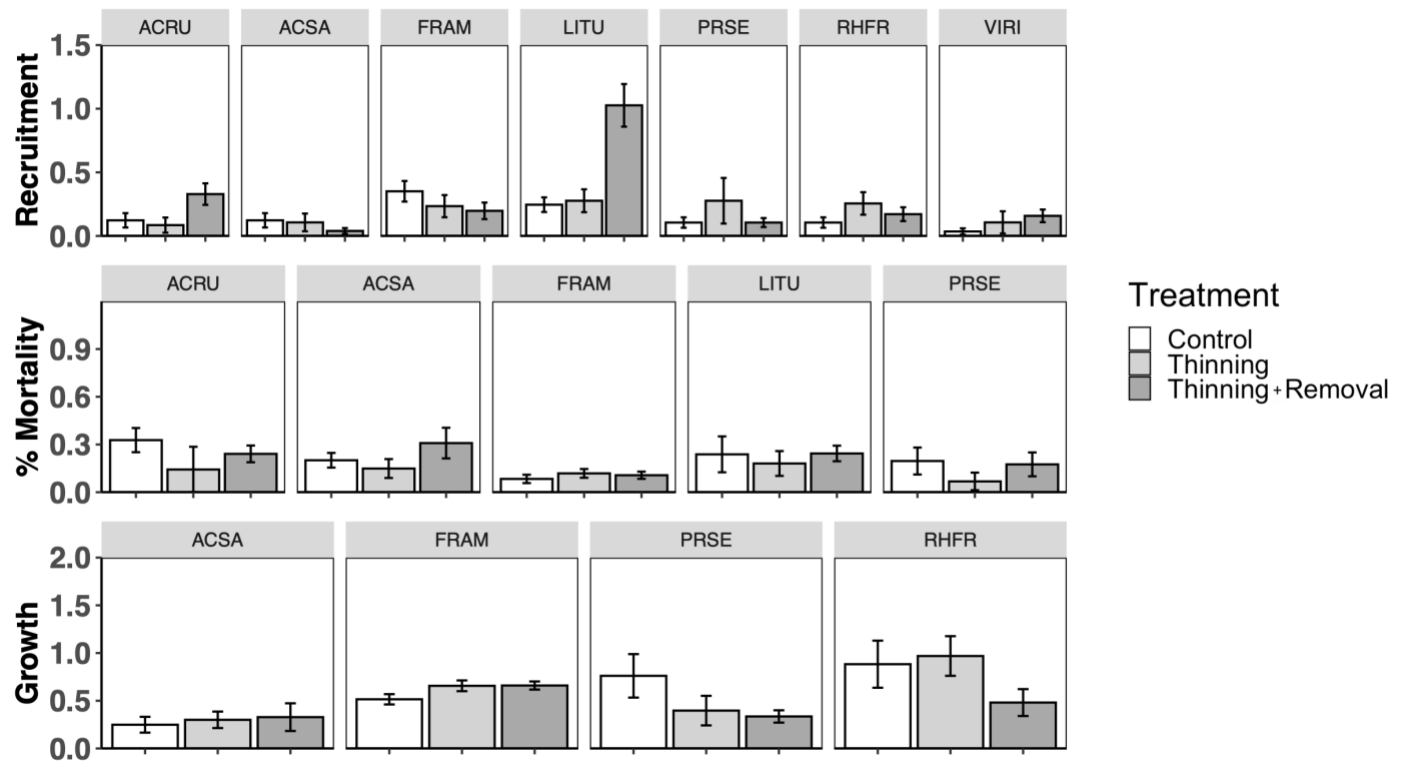 ACRU ACSA FRAM LITU PRSE RHFR VIRI
Recruitment
1.5
1.0
0.5
0.0
ACRU ACSA FRAM LITU PRSE
% Mortality
0.9
0.6
0.3
0.0
ACSA FRAM PRSE RHFR
Growth
2.0
1.5
1.0
0.5
0.0
Treatment
Control
Thinning
Thinning+Removal